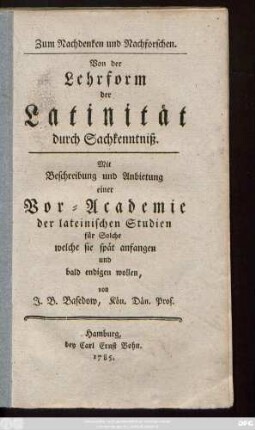 Zum Nachdenken und Nachforschen.
Von der
Lehrform
der
Latinität
durch Sachkenntniß.
Mit
Beschreibung und Anbietung
einer
Vor-Academie
der lateinischen Studien
für Solche
welche sie spät anfangen
und
bald endigen wollen,
von
J. B. Basedow, Kön. Dän. Prof.
Hamburg,
bey Carl Ernst Bohn.
1785.